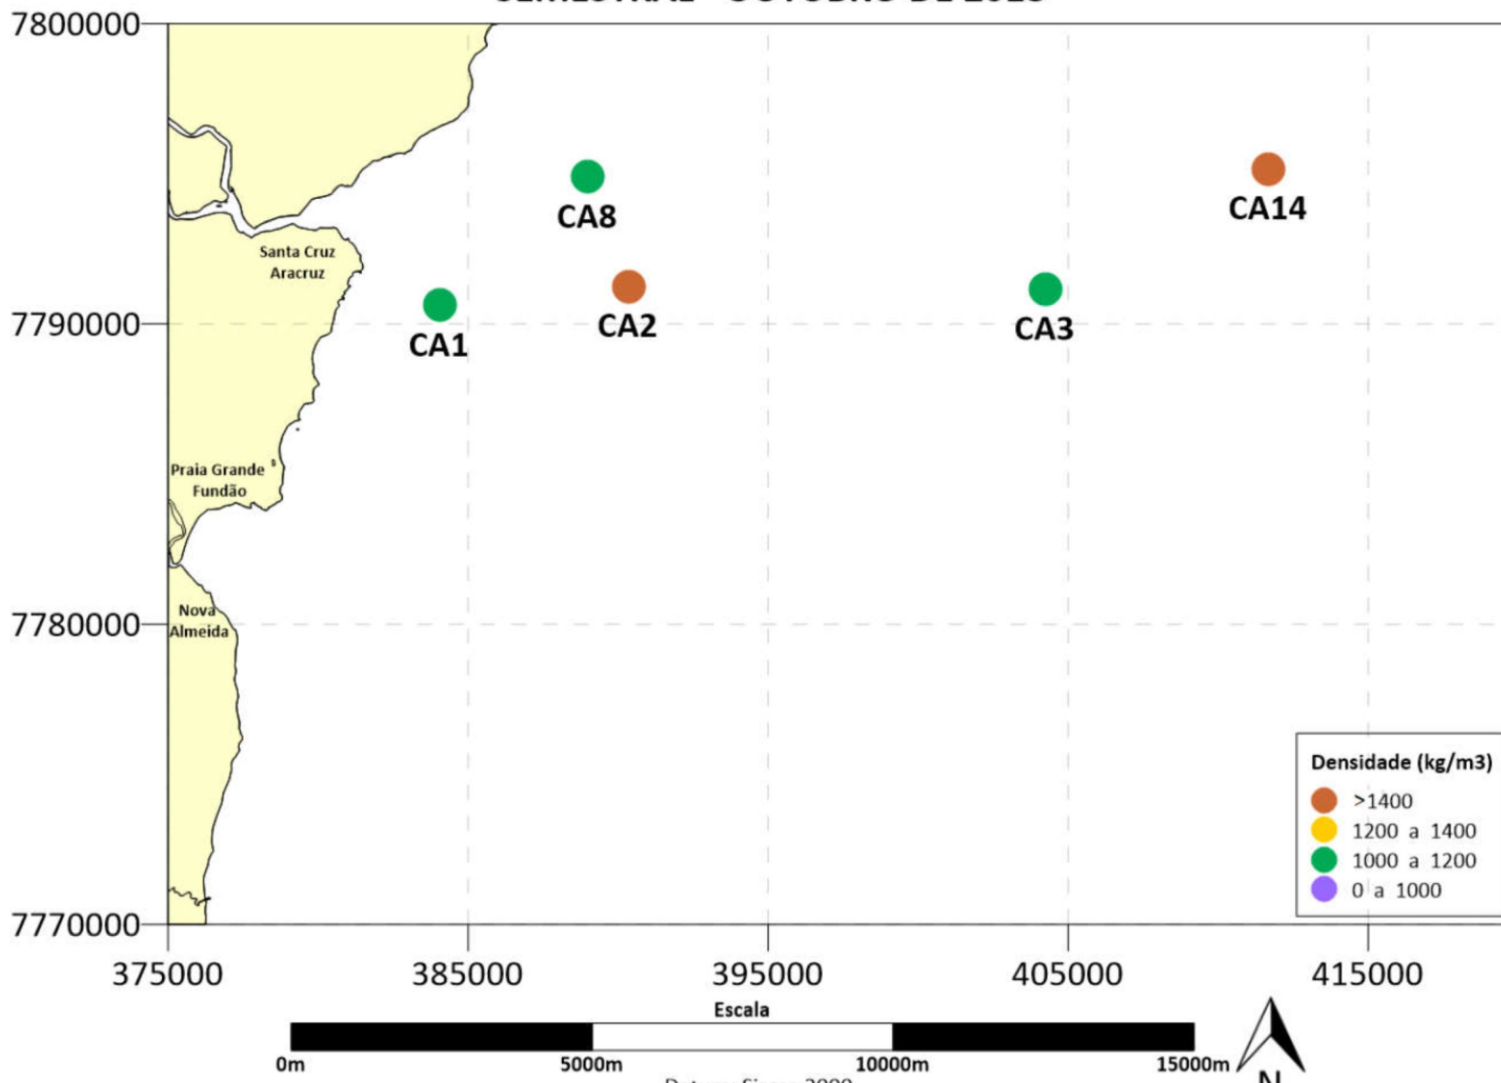 7800000
CA8
CA14
Santa Cruz
Aracruz
CA2
CA3
7790000
CA1
Praia Grande
Fundão
7780000
Nova
Almeida
Densidade (kg/m3)
>1400
1200 a 1400
1000 a 1200
0 a 1000
7770000
375000 385000 395000 405000 415000
Escala
0m 5000m 10000m 15000m
N